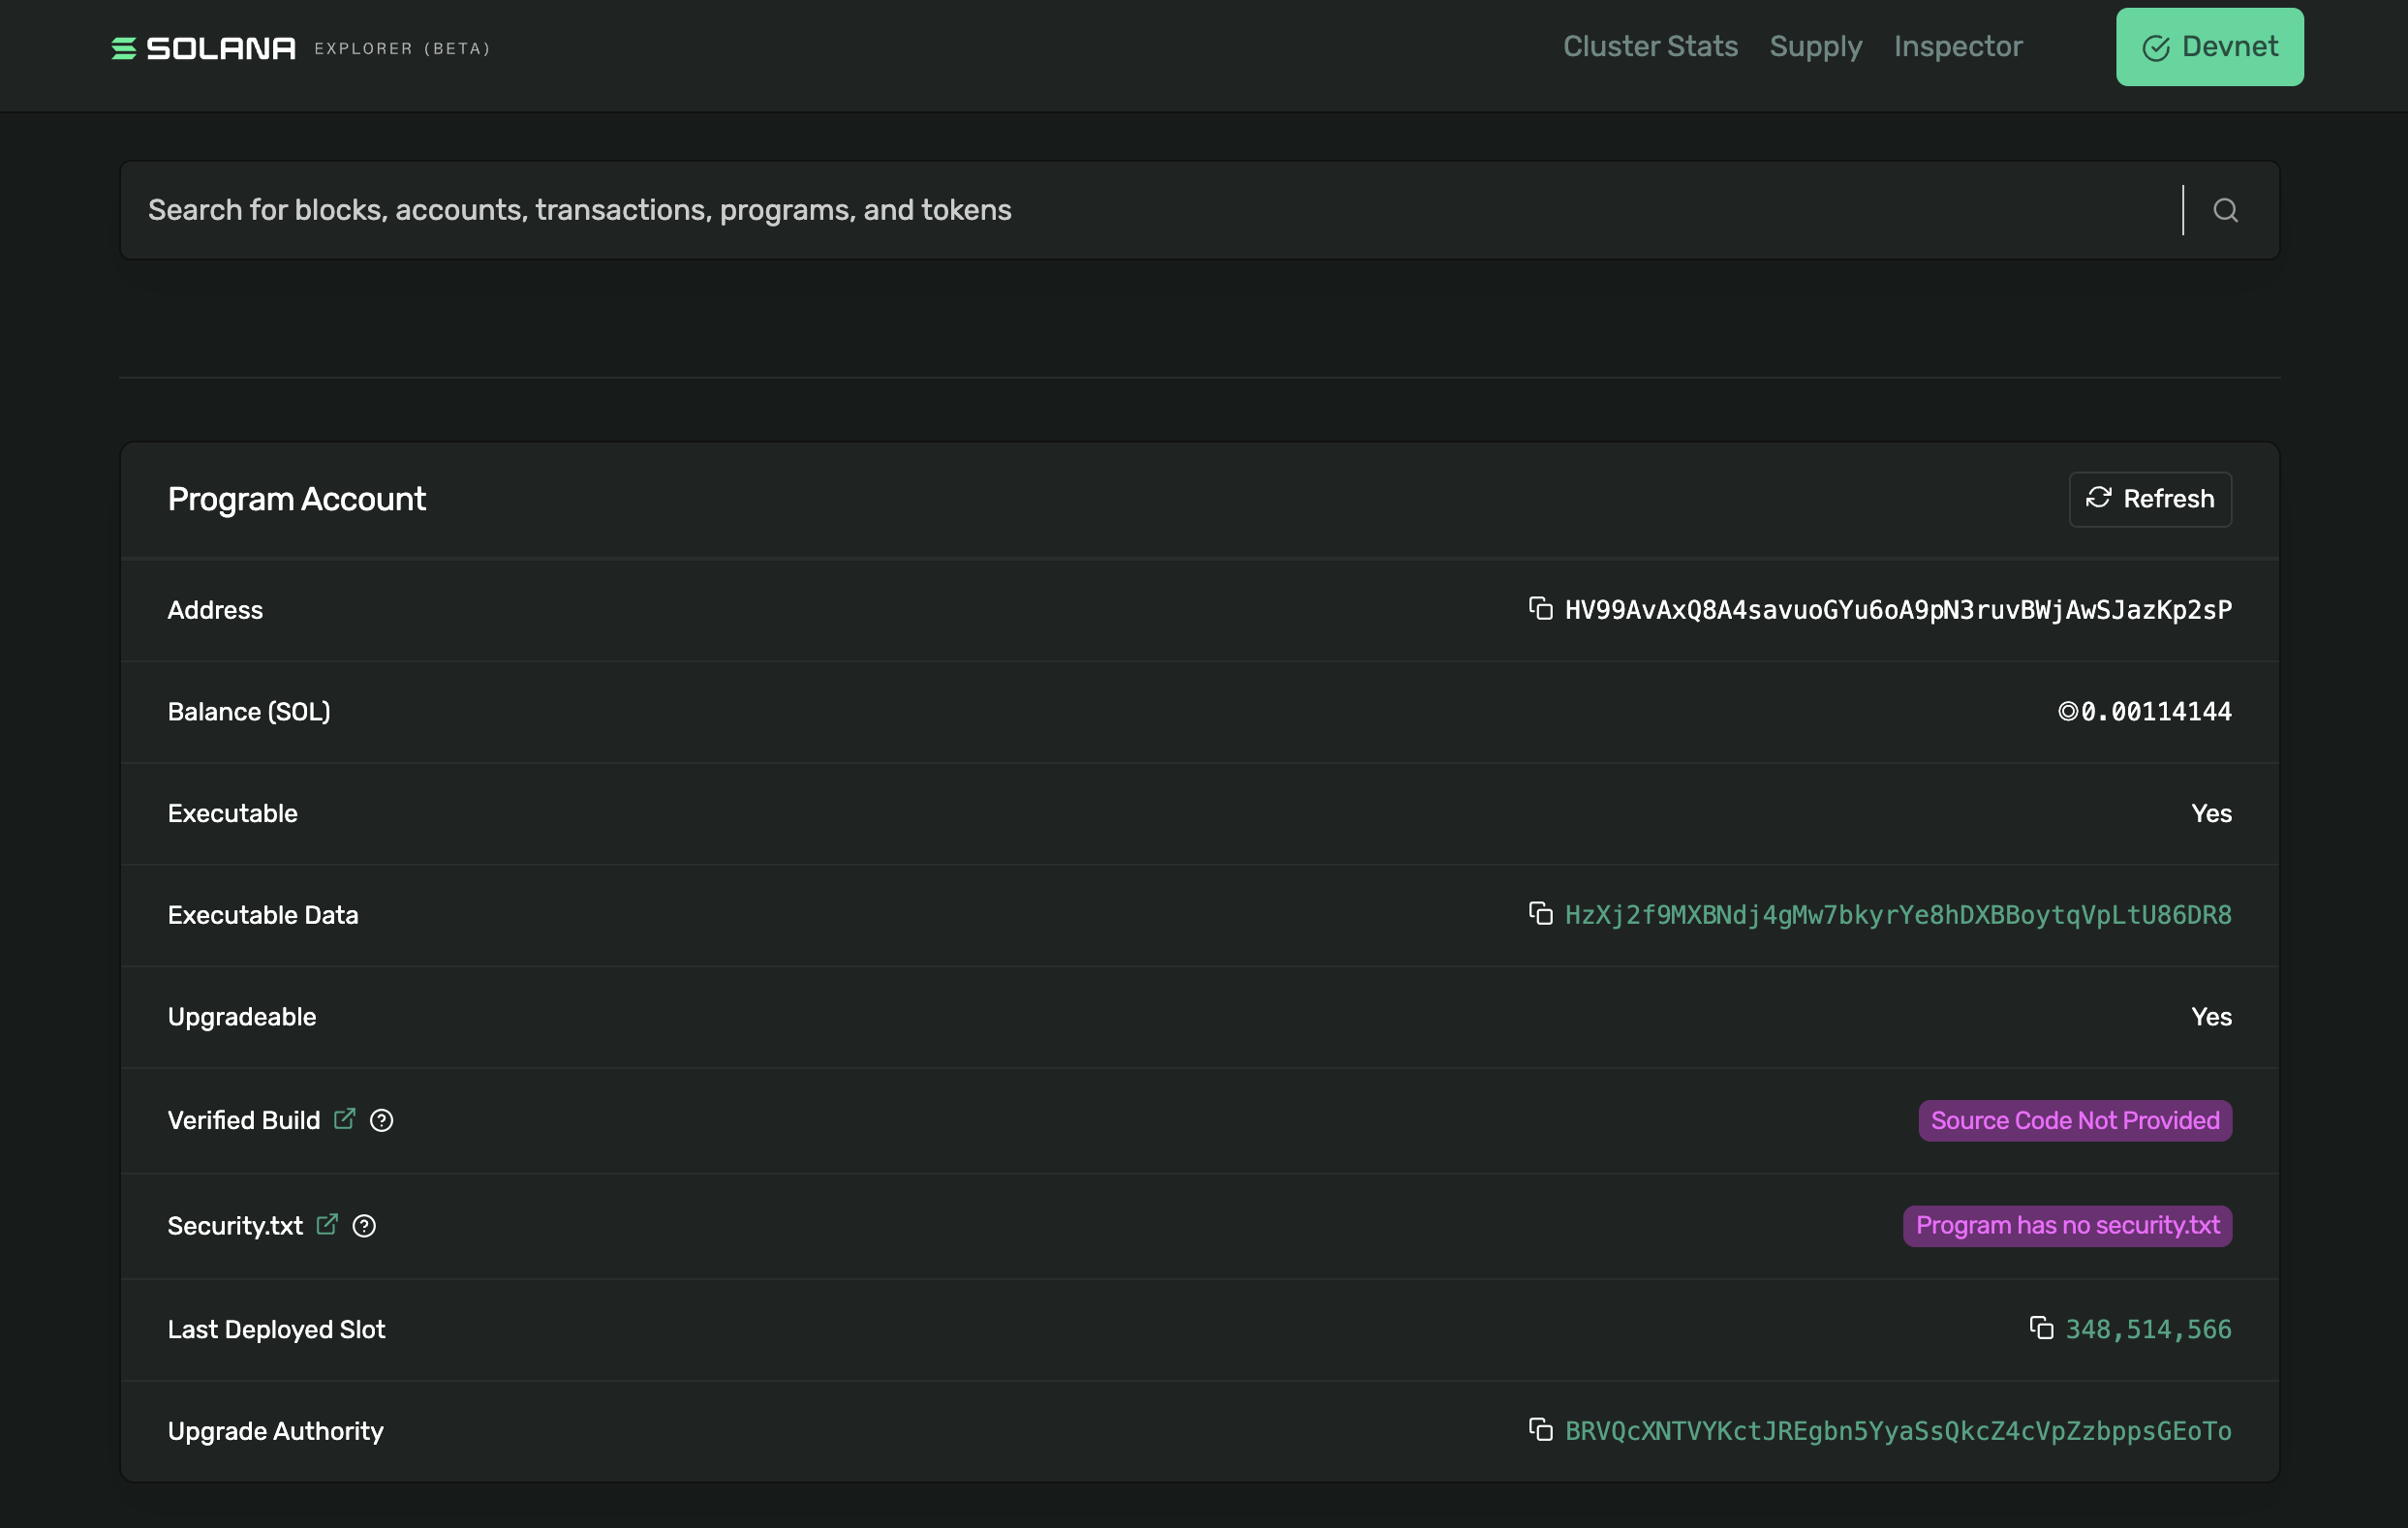 SOLANA EXPLORER (BETA)
Cluster Stats Supply Inspector Devnet
Search for blocks, accounts, transactions, programs, and tokens
Program Account Refresh
Address HV99AvAxQ8A4savuoGYu6oA9pN3ruvBWjAwSJazKp2sP
Balance (SOL) ◎0.00114144
Executable Yes
Executable Data HzXj2f9MXBNdj4gMw7bkyrYe8hDXBBoytqVpLtU86DR8
Upgradeable Yes
Verified Build Source Code Not Provided
Security.txt Program has no security.txt
Last Deployed Slot 348,514,566
Upgrade Authority BRVQcXNTVYKctJREgbn5YyaSsQkcZ4cVpZzbppsGEoTo